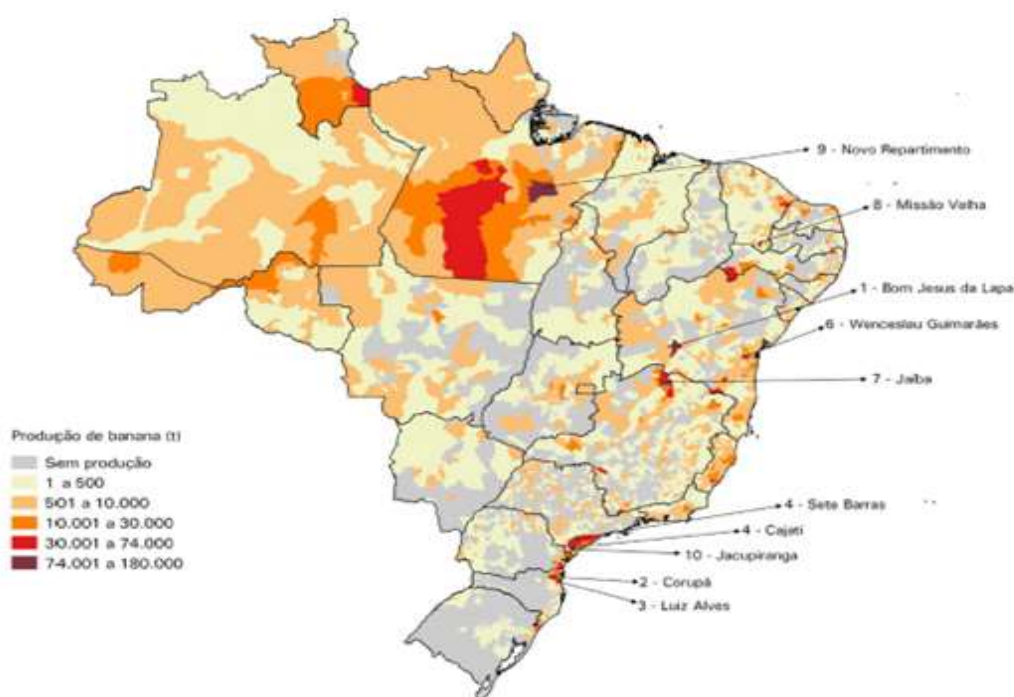 9 - Novo Repartimento
8 - Missão Velha
1 - Bom Jesus da Lapa
6 - Wenceslau Guimarães
7 - Jaíba
Produção de banana (t)
Sem produção
1 a 500
501 a 10.000
10.001 a 30.000
30.001 a 74.000
74.001 a 180.000
4 - Sete Barras
4 - Cajati
10 - Jacupiranga
2 - Corupá
3 - Luiz Alves